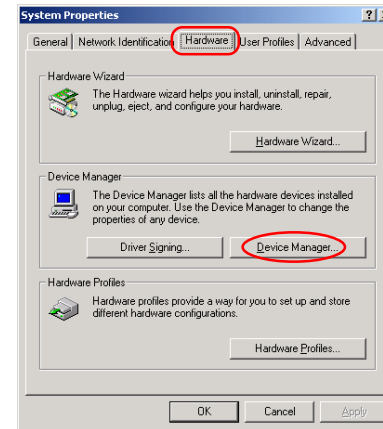 System Properties
General
Network Identification
Hardware
User Profiles
Advanced
Hardware Wizard
The Hardware wizard helps you install, uninstall, repair,
unplug, eject, and configure your hardware.
Hardware Wizard...
Device Manager
The Device Manager lists all the hardware devices installed
on your computer. Use the Device Manager to change the
properties of any device.
Driver Signing...
Device Manager...
Hardware Profiles
Hardware profiles provide a way for you to set up and store
different hardware configurations.
Hardware Profiles...
OK
Cancel
Apply